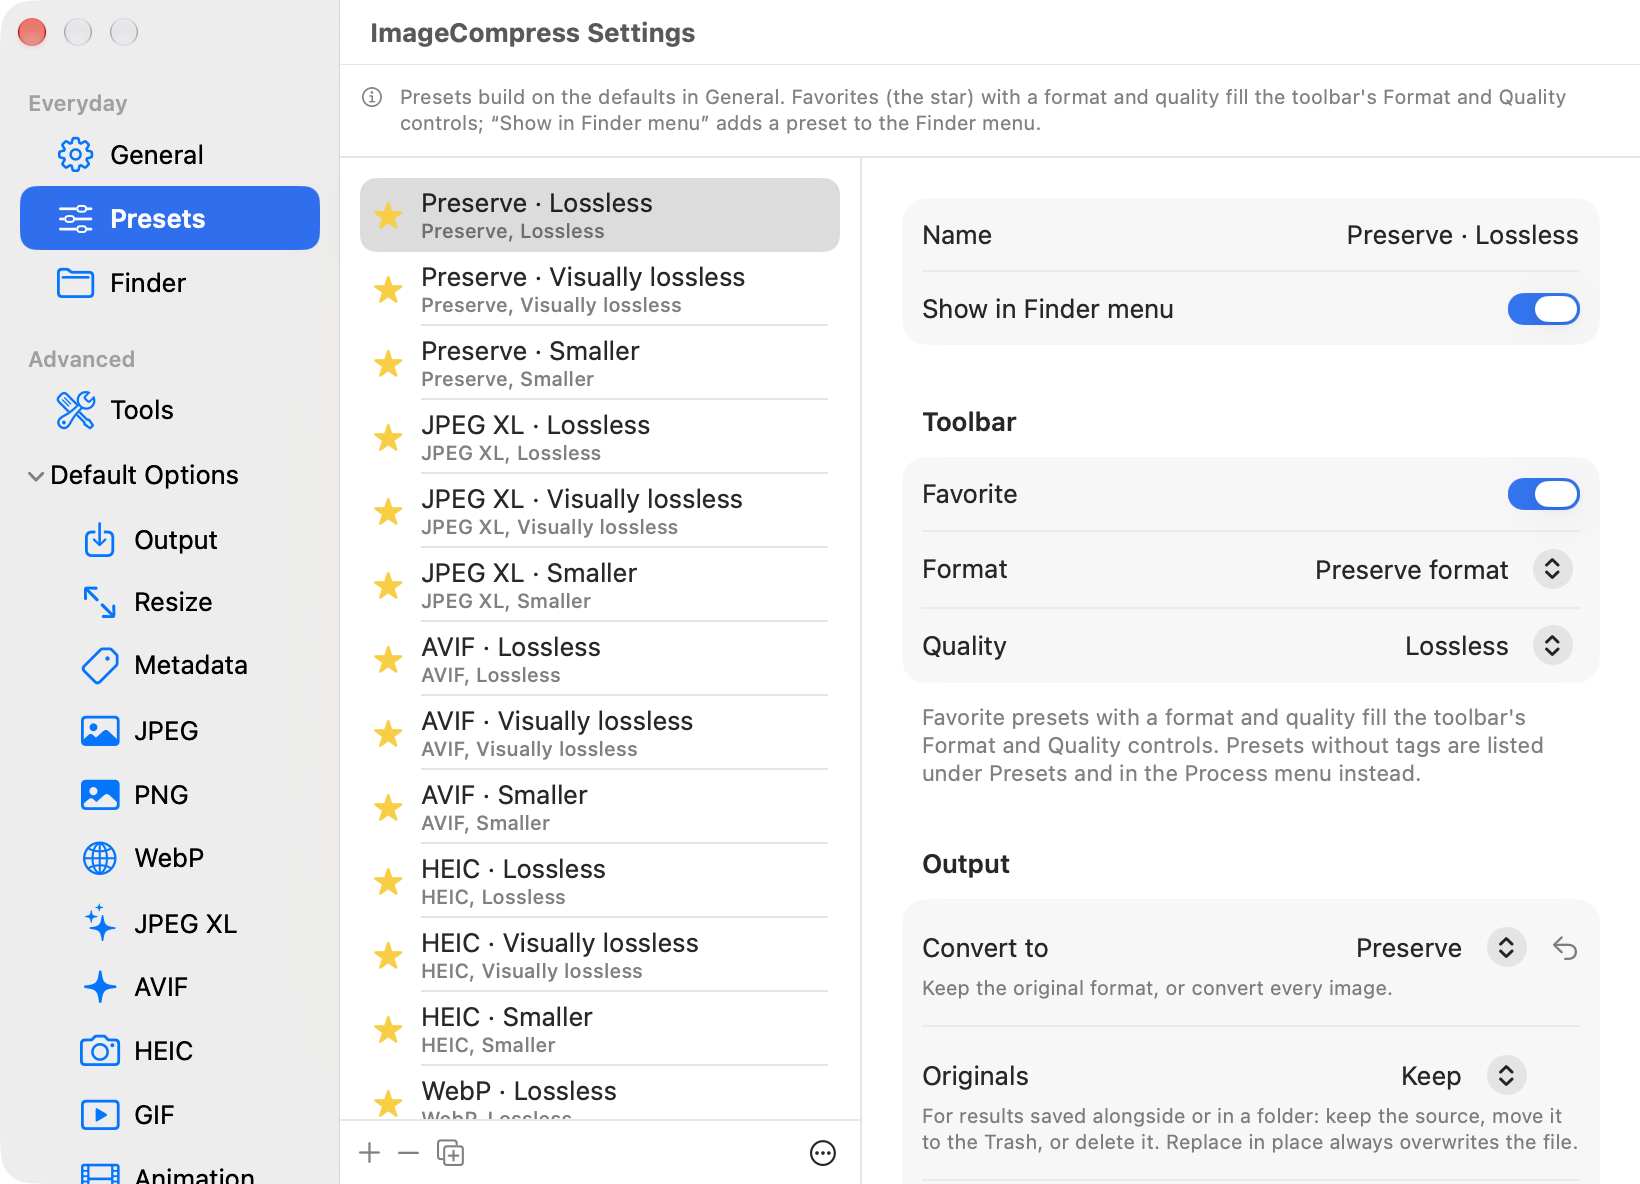 ImageCompress Settings
Everyday
General
Presets
Finder
Advanced
Tools
Default Options
Output
Resize
Metadata
JPEG
PNG
WebP
JPEG XL
AVIF
HEIC
GIF
Animation
Presets build on the defaults in General. Favorites (the star) with a format and quality fill the toolbar's Format and Quality
controls; “Show in Finder menu” adds a preset to the Finder menu.
Preserve · Lossless
Preserve, Lossless
Preserve · Visually lossless
Preserve, Visually lossless
Preserve · Smaller
Preserve, Smaller
JPEG XL · Lossless
JPEG XL, Lossless
JPEG XL · Visually lossless
JPEG XL, Visually lossless
JPEG XL · Smaller
JPEG XL, Smaller
AVIF · Lossless
AVIF, Lossless
AVIF · Visually lossless
AVIF, Visually lossless
AVIF · Smaller
AVIF, Smaller
HEIC · Lossless
HEIC, Lossless
HEIC · Visually lossless
HEIC, Visually lossless
HEIC · Smaller
HEIC, Smaller
WebP · Lossless
WebP, Lossless
Name Preserve · Lossless
Show in Finder menu
Toolbar
Favorite
Format Preserve format
Quality Lossless
Favorite presets with a format and quality fill the toolbar's
Format and Quality controls. Presets without tags are listed
under Presets and in the Process menu instead.
Output
Convert to Preserve
Keep the original format, or convert every image.
Originals Keep
For results saved alongside or in a folder: keep the source, move it
to the Trash, or delete it. Replace in place always overwrites the file.